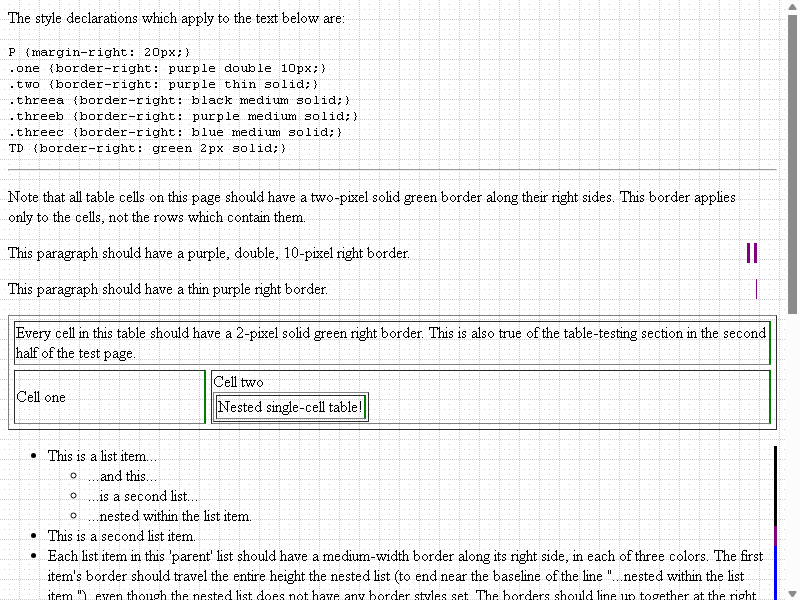 The style declarations which apply to the text below are:
P {margin-right: 20px;}
.one {border-right: purple double 10px;}
.two {border-right: purple thin solid;}
.threea {border-right: black medium solid;}
.threeb {border-right: purple medium solid;}
.threec {border-right: blue medium solid;}
TD {border-right: green 2px solid;}
Note that all table cells on this page should have a two-pixel solid green border along their right sides. This border applies
only to the cells, not the rows which contain them.
This paragraph should have a purple, double, 10-pixel right border.
This paragraph should have a thin purple right border.
Every cell in this table should have a 2-pixel solid green right border. This is also true of the table-testing section in the second
half of the test page.
Cell one
Cell two
Nested single-cell table!
This is a list item...
...and this...
...is a second list...
...nested within the list item.
This is a second list item.
Each list item in this 'parent' list should have a medium-width border along its right side, in each of three colors. The first
item's border should travel the entire height the nested list (to end near the baseline of the line "...nested within the list
item."), even though the nested list does not have any border styles set. The borders should line up together at the right